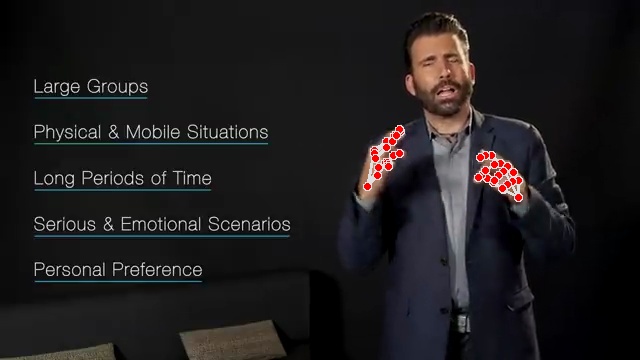 Large Groups
Physical & Mobile Situations
Long Periods of Time
Serious & Emotional Scenarios
Personal Preference